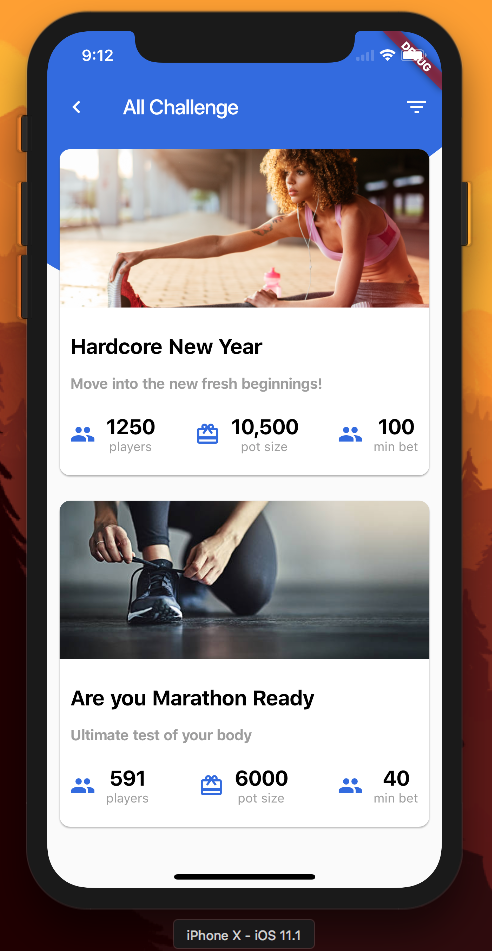 9:12
DEBUG
All Challenge
Hardcore New Year
Move into the new fresh beginnings!
1250 10,500 100
players pot size min bet
Are you Marathon Ready
Ultimate test of your body
591 6000 40
players pot size min bet
iPhone X - iOS 11.1